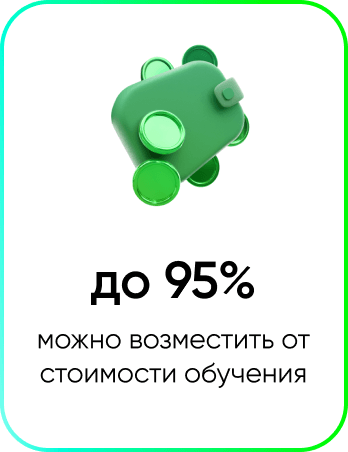 до 95%
можно возместить от
стоимости обучения